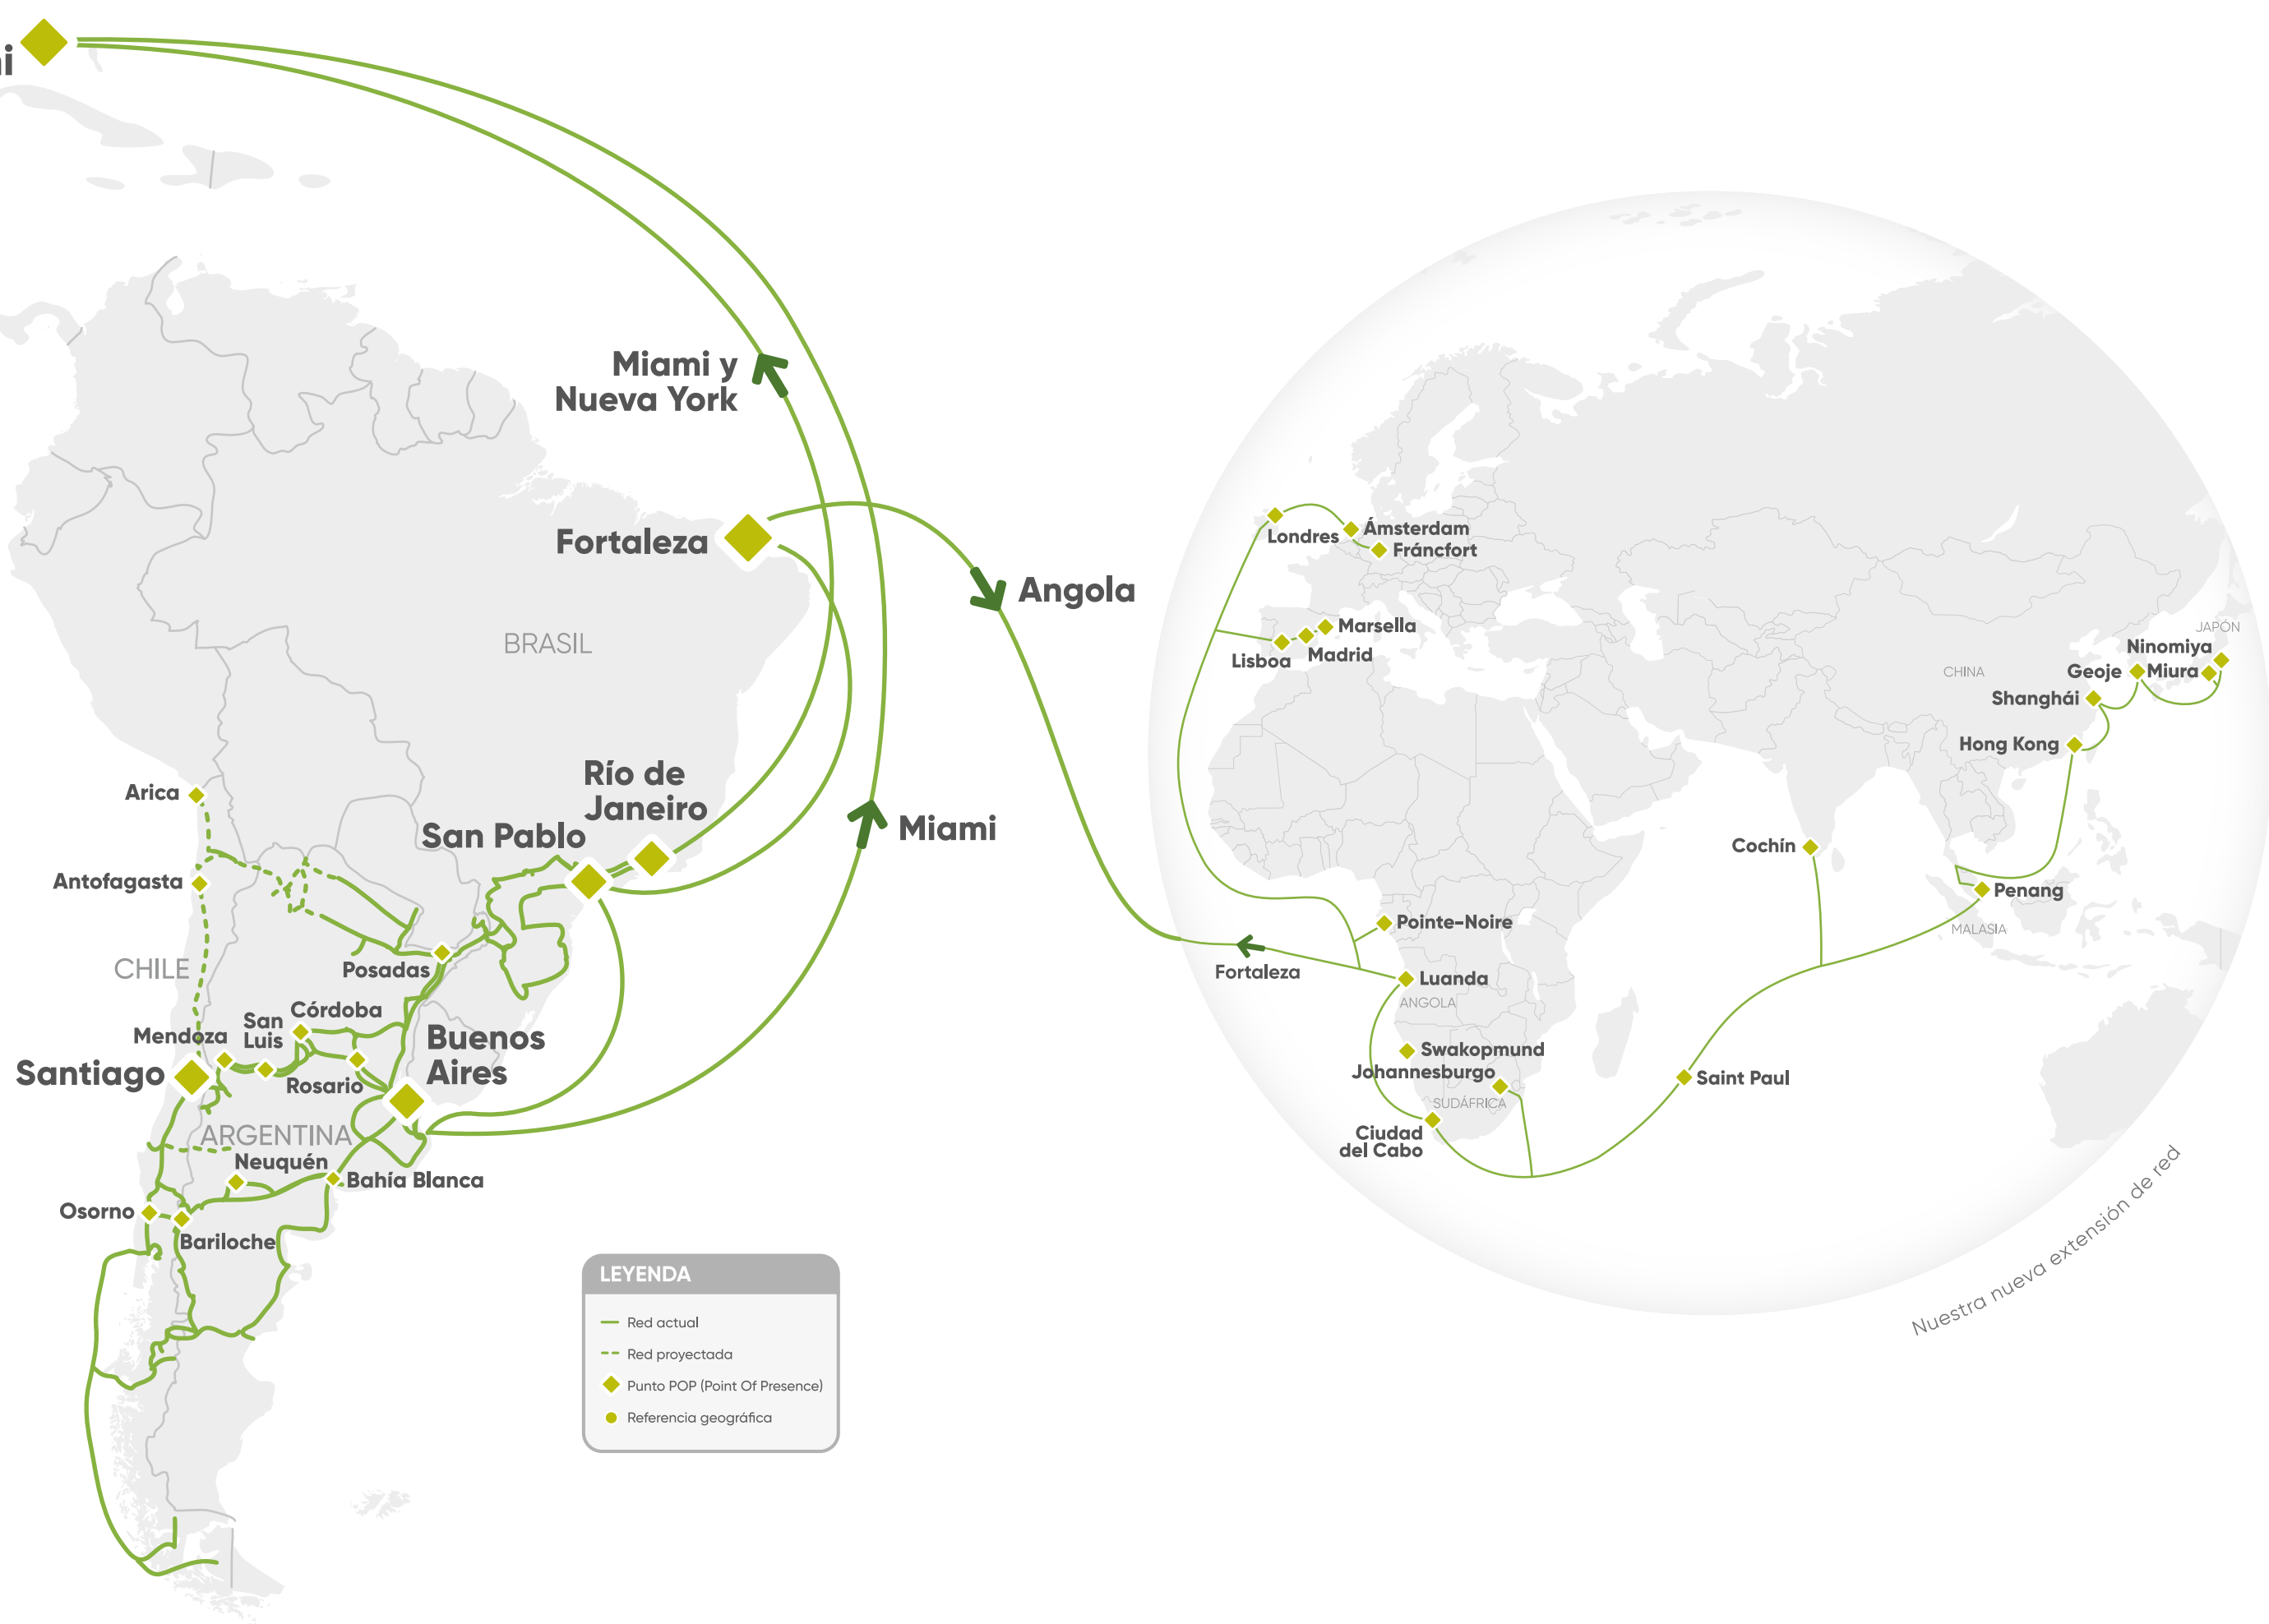 i
Miami y
Nueva York
Fortaleza
Angola
BRASIL
Río de
Janeiro
San Pablo
Miami
Arica
Antofagasta
CHILE
Posadas
Córdoba
San
Luis
Mendoza
Santiago
Rosario
Buenos
Aires
ARGENTINA
Neuquén
Bahía Blanca
Osorno
Bariloche
LEYENDA
Red actual
Red proyectada
Punto POP (Point Of Presence)
Referencia geográfica
Londres
Ámsterdam
Fráncfort
Marsella
Madrid
Lisboa
JAPÓN
Ninomiya
CHINA
Geoje
Miura
Shanghái
Hong Kong
Cochín
Penang
MALASIA
Pointe-Noire
Fortaleza
Luanda
ANGOLA
Swakopmund
Johannesburgo
SUDÁFRICA
Saint Paul
Ciudad
del Cabo
Nuestra nueva extensión de red